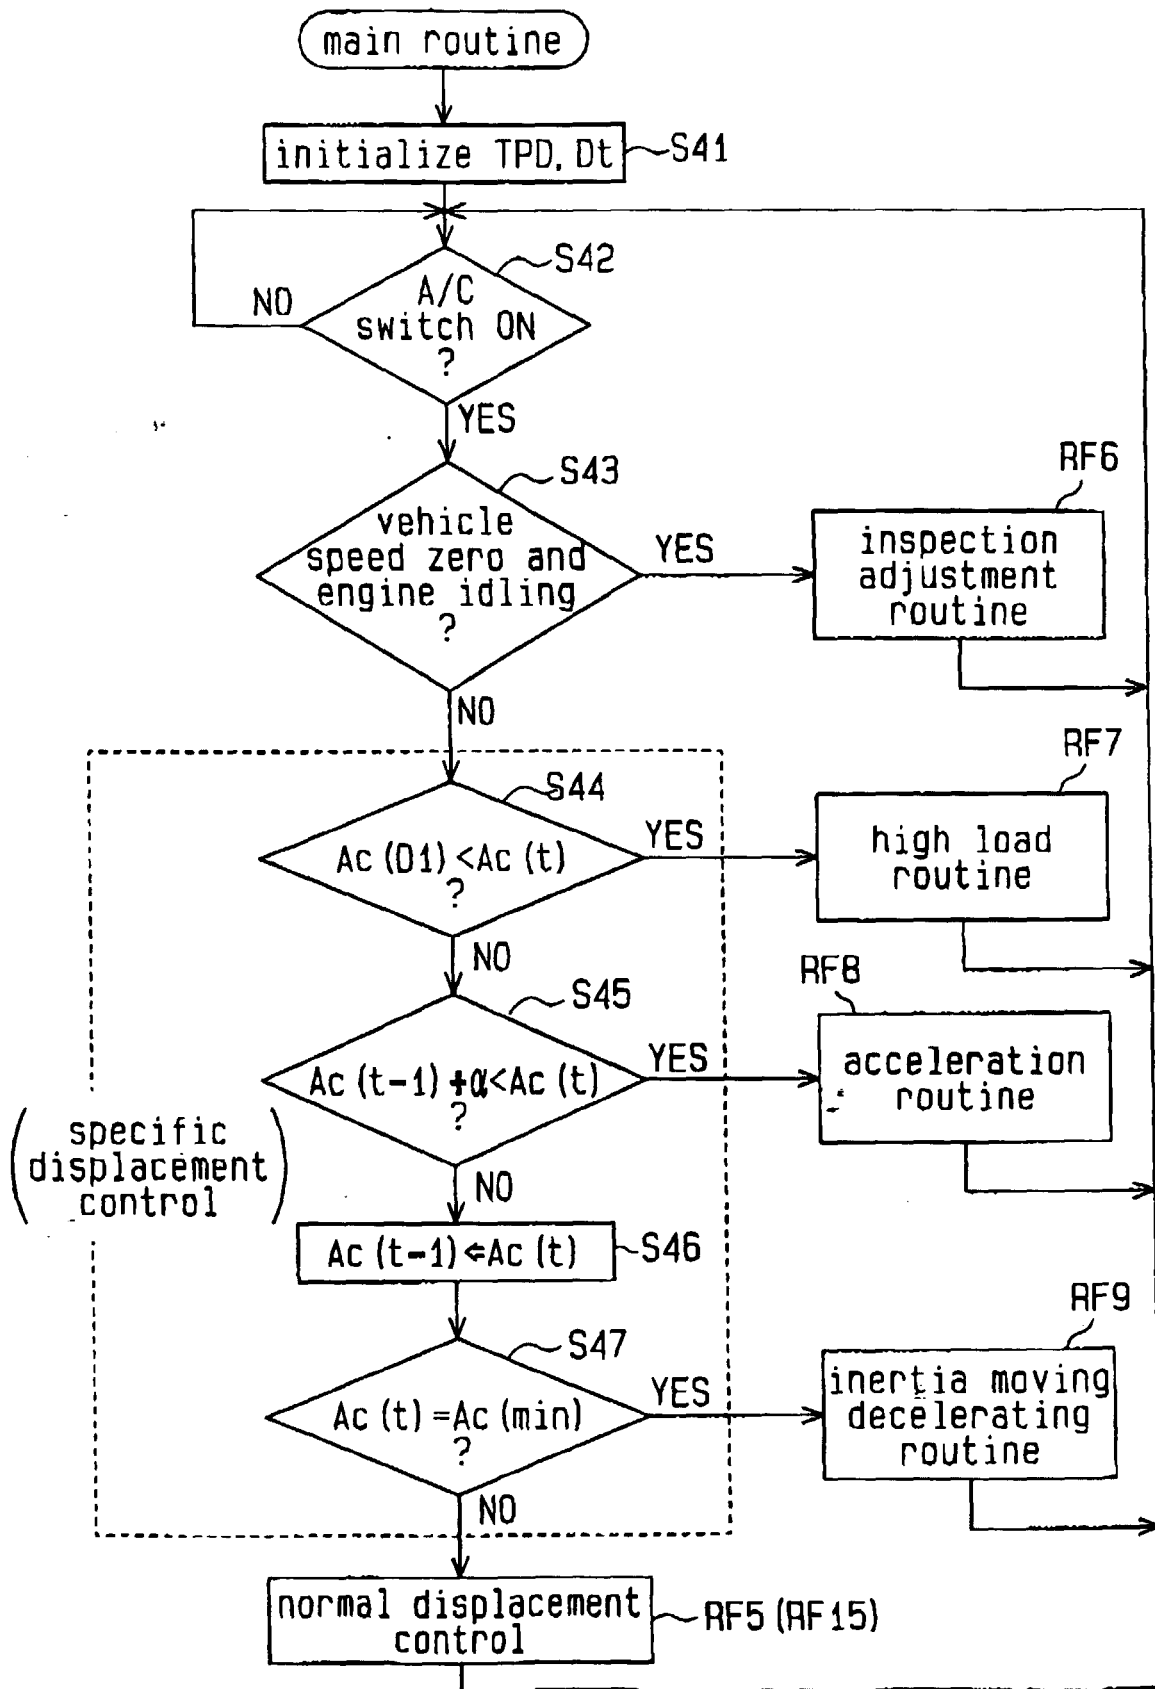 main routine
initialize TPD, Dt
S41
S42
A/C
switch ON
?
NO
YES
S43
vehicle
speed zero and
engine idling
?
YES
NO
RF6
inspection
adjustment
routine
S44
Ac(D1)<Ac(t)
?
YES
NO
RF7
high load
routine
S45
Ac(t-1)+α<Ac(t)
?
YES
NO
RF8
acceleration
routine
(specific
displacement
control)
Ac(t-1)⇐Ac(t)
S46
S47
Ac(t)=Ac(min)
?
YES
NO
RF9
inertia moving
decelerating
routine
normal displacement
control
RF5(RF15)